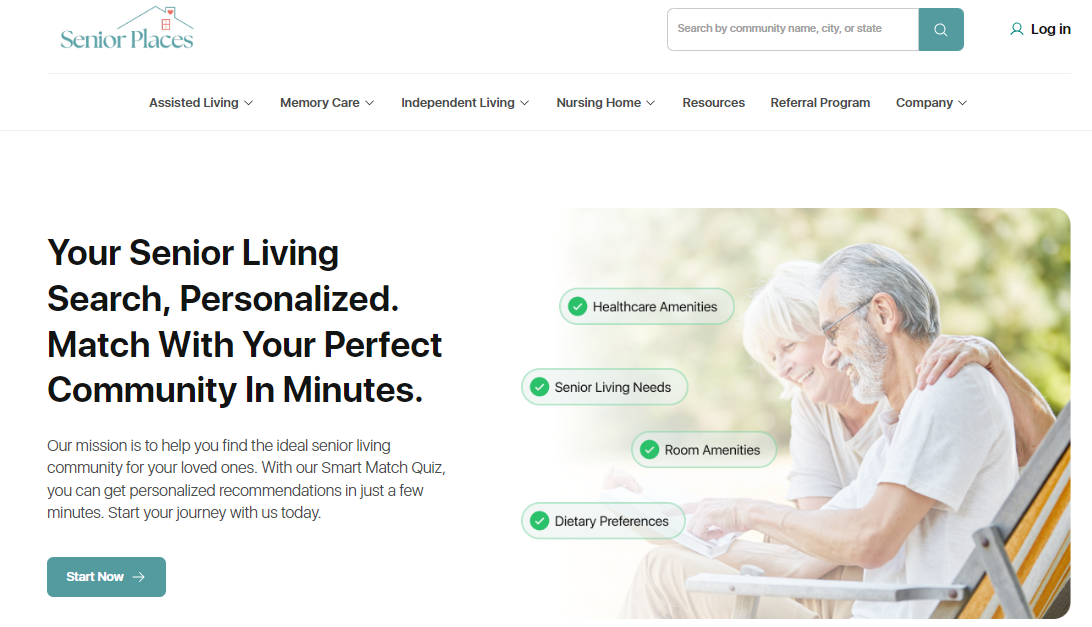 Senior Places
Search by community name, city, or state
Log in
Assisted Living
Memory Care
Independent Living
Nursing Home
Resources
Referral Program
Company
Your Senior Living
Search, Personalized.
Match With Your Perfect
Community In Minutes.
Our mission is to help you find the ideal senior living
community for your loved ones. With our Smart Match Quiz,
you can get personalized recommendations in just a few
minutes. Start your journey with us today.
Start Now
Healthcare Amenities
Senior Living Needs
Room Amenities
Dietary Preferences